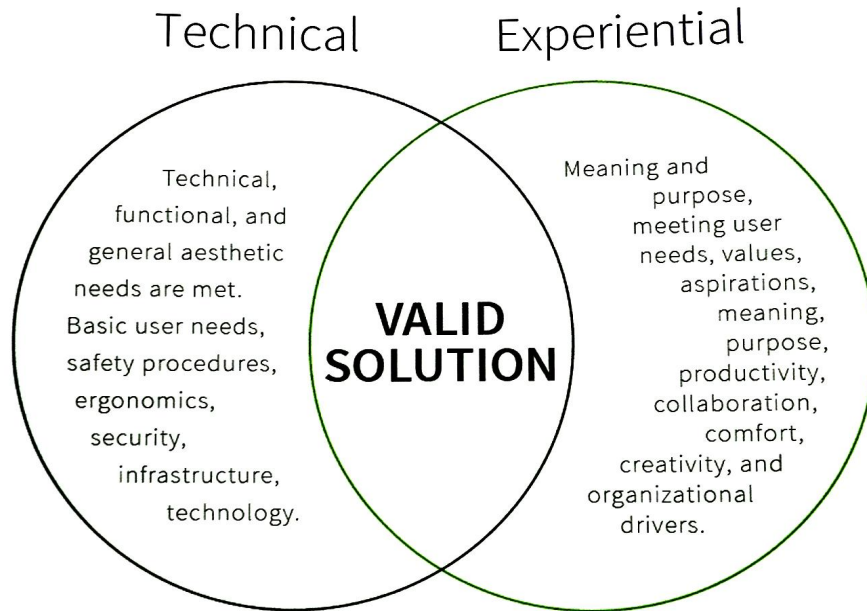 Technical
Experiential
Technical,
functional, and
general aesthetic
needs are met.
Basic user needs,
safety procedures,
ergonomics,
security,
infrastructure,
technology.
VALID
SOLUTION
Meaning and
purpose,
meeting user
needs, values,
aspirations,
meaning,
purpose,
productivity,
collaboration,
comfort,
creativity, and
organizational
drivers.